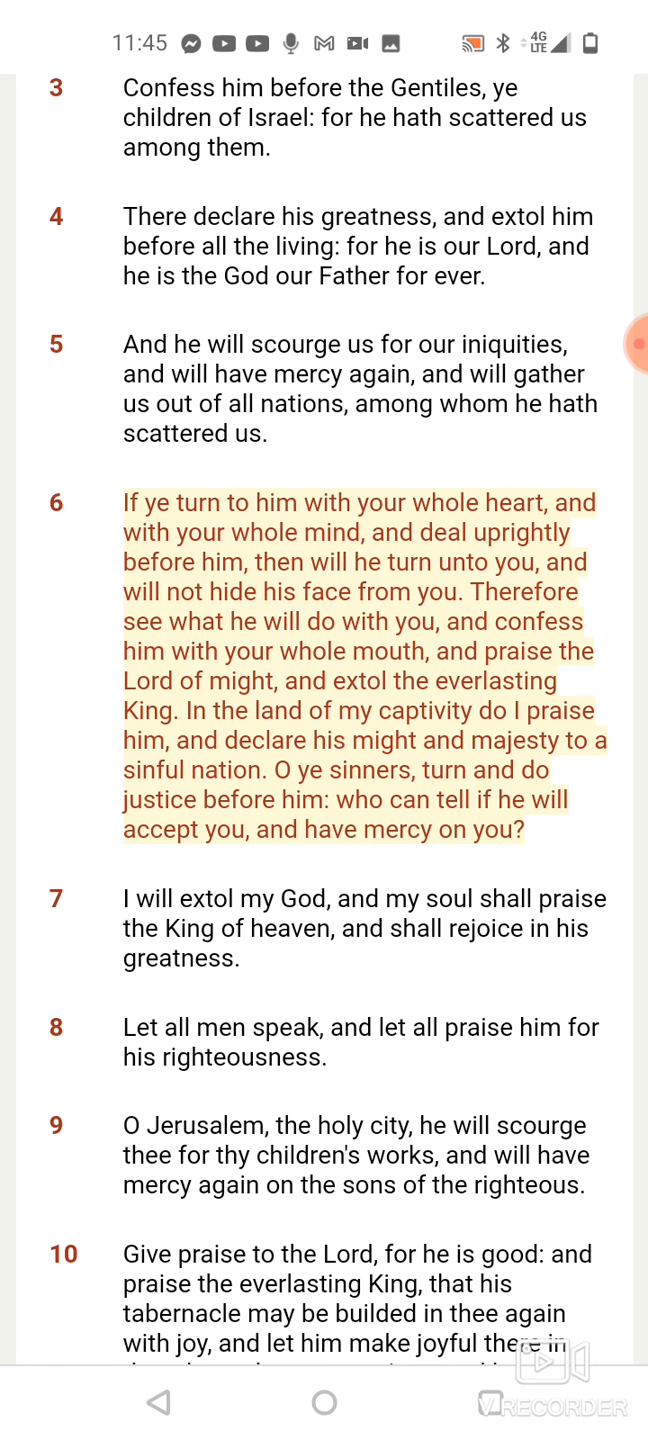 11:45
4G
LTE
3 Confess him before the Gentiles, ye
children of Israel: for he hath scattered us
among them.
4 There declare his greatness, and extol him
before all the living: for he is our Lord, and
he is the God our Father for ever.
5 And he will scourge us for our iniquities,
and will have mercy again, and will gather
us out of all nations, among whom he hath
scattered us.
6 If ye turn to him with your whole heart, and
with your whole mind, and deal uprightly
before him, then will he turn unto you, and
will not hide his face from you. Therefore
see what he will do with you, and confess
him with your whole mouth, and praise the
Lord of might, and extol the everlasting
King. In the land of my captivity do I praise
him, and declare his might and majesty to a
sinful nation. O ye sinners, turn and do
justice before him: who can tell if he will
accept you, and have mercy on you?
7 I will extol my God, and my soul shall praise
the King of heaven, and shall rejoice in his
greatness.
8 Let all men speak, and let all praise him for
his righteousness.
9 O Jerusalem, the holy city, he will scourge
thee for thy children's works, and will have
mercy again on the sons of the righteous.
10 Give praise to the Lord, for he is good: and
praise the everlasting King, that his
tabernacle may be builded in thee again
with joy, and let him make joyful there in
VRECORDER